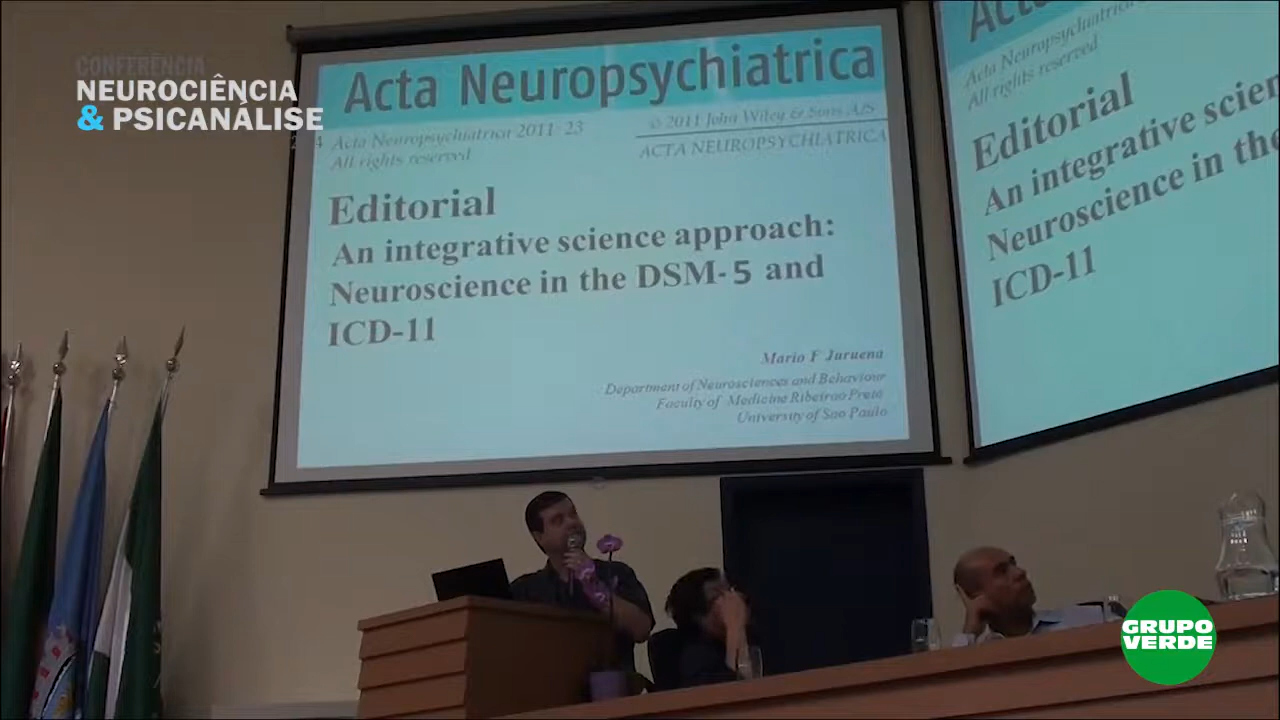 CONFERÊNCIA
NEUROCIÊNCIA
& PSICANÁLISE
Acta Neuropsychiatrica
Acta Neuropsychiatrica 2011: 23
All rights reserved
© 2011 John Wiley & Sons A/S
ACTA NEUROPSYCHIATRICA
Editorial
An integrative science approach:
Neuroscience in the DSM-5 and
ICD-11
Mario F Juruena
Department of Neurosciences and Behaviour
Faculty of Medicine Ribeirao Preto
University of Sao Paulo
Acta Neuropsychiatrica
All rights reserved
Editorial
An integrative
Neuroscience in the
ICD-11
GRUPO
VERDE